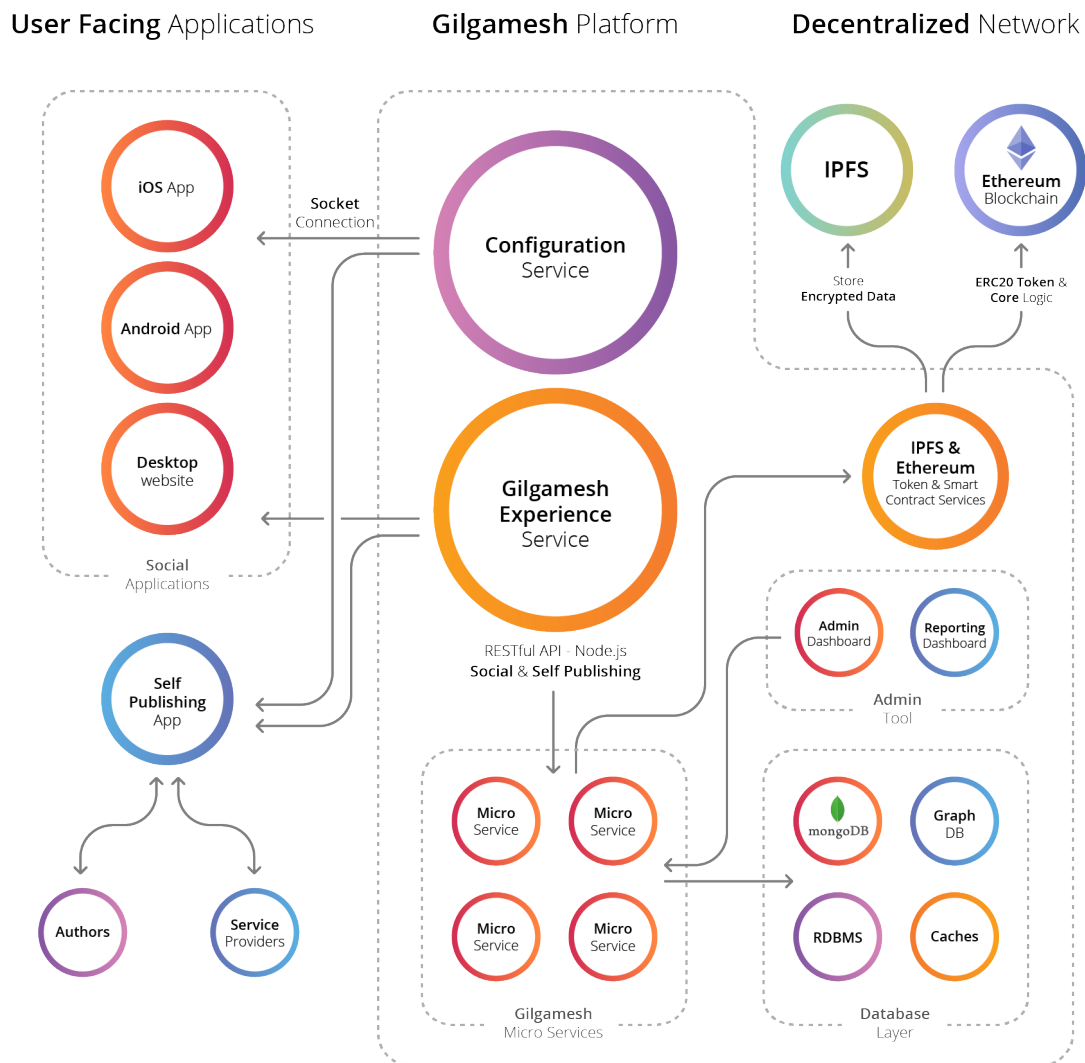 User Facing Applications
Gilgamesh Platform
Decentralized Network
iOS App
Android App
Desktop
website
Social
Applications
Socket
Connection
Configuration
Service
Gilgamesh
Experience
Service
RESTful API - Node.js
Social & Self Publishing
IPFS
Ethereum
Blockchain
Store
Encrypted Data
ERC20 Token &
Core Logic
IPFS &
Ethereum
Token & Smart
Contract Services
Admin
Dashboard
Reporting
Dashboard
Admin
Tool
Self
Publishing
App
Authors
Service
Providers
Micro
Service
Micro
Service
Micro
Service
Micro
Service
Gilgamesh
Micro Services
mongoDB
Graph
DB
RDBMS
Caches
Database
Layer